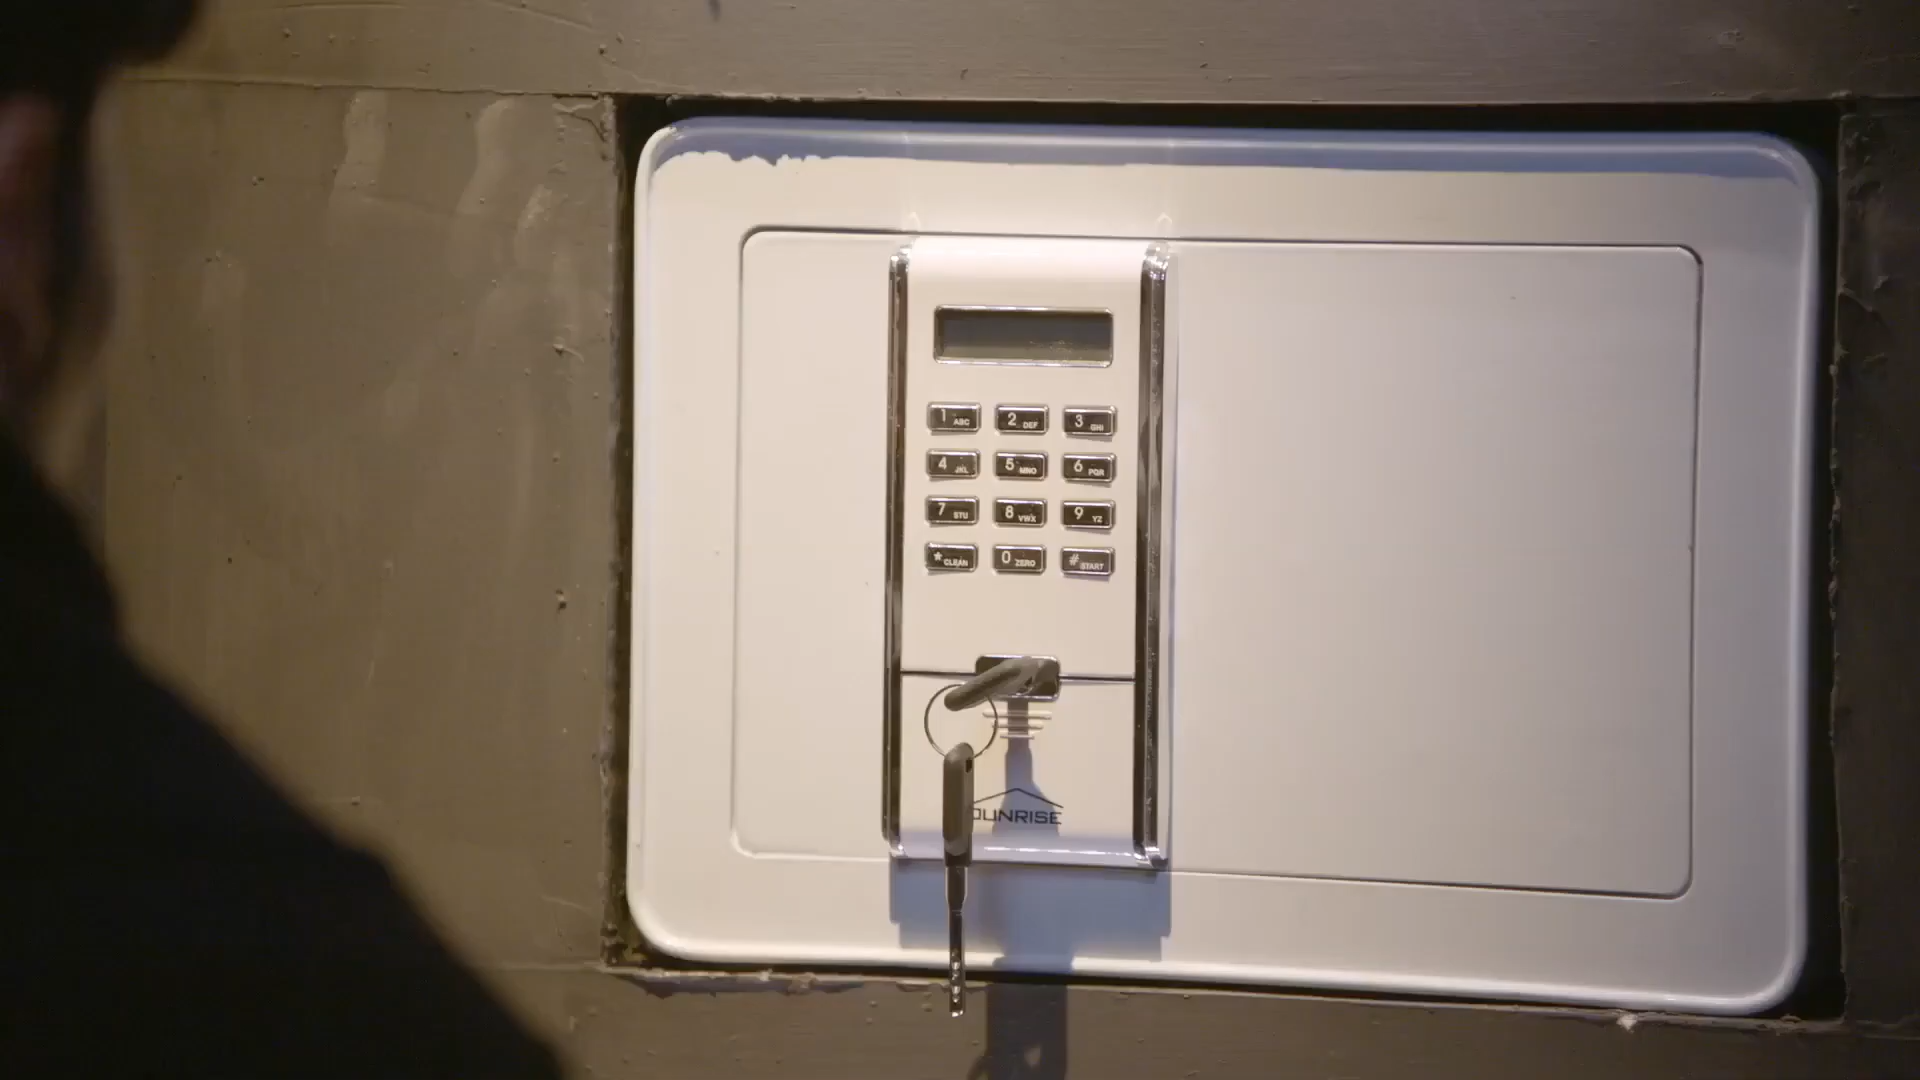 1 ABC 2 DEF 3 GHI
4 JKL 5 MNO 6 PQR
7 STU 8 VWX 9 YZ
* CLEAN 0 ZERO # START
OUNRISE